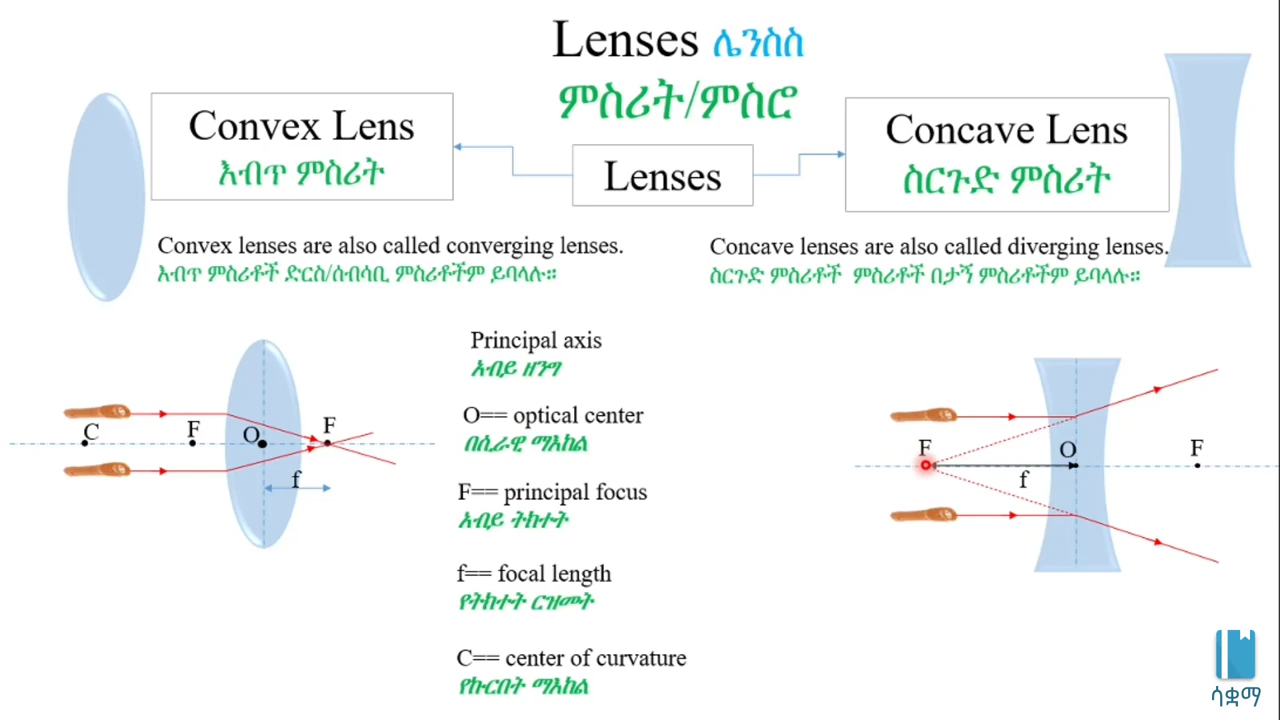 Lenses ሌንስስ
ምስሪት/ምስሮ
Convex Lens
እብጥ ምስሪት
Lenses
Concave Lens
ስርጉድ ምስሪት
Convex lenses are also called converging lenses.
እብጥ ምስሪቶች ድርስ/ሰብሳቢ ምስሪቶችም ይባላሉ።
Concave lenses are also called diverging lenses.
ስርጉድ ምስሪቶች ምስሪቶች በታኝ ምስሪቶችም ይባላሉ።
C
F
O
F
f
Principal axis
አብይ ዘንግ
O== optical center
በሲራዊ ማእከል
F== principal focus
አብይ ትከተት
f== focal length
የትከተት ርዝመት
C== center of curvature
የኩርበት ማእከል
F
O
F
f
ሳቋማ